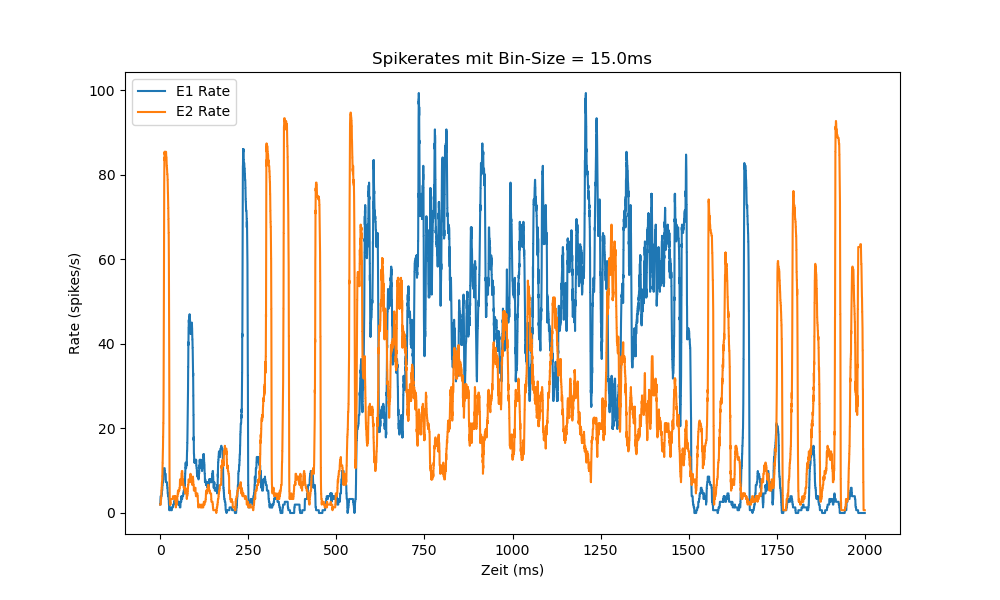 Spikerates mit Bin-Size = 15.0ms
E1 Rate
E2 Rate
Rate (spikes/s)
100
80
60
40
20
0
0 250 500 750 1000 1250 1500 1750 2000
Zeit (ms)